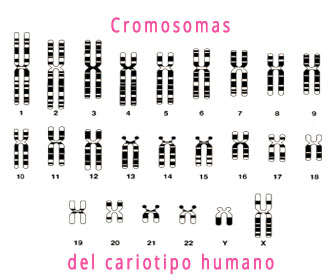 Cromosomas
1 2 3 4 5 6 7 8 9
10 11 12 13 14 15 16 17 18
19 20 21 22 Y X
del cariotipo humano